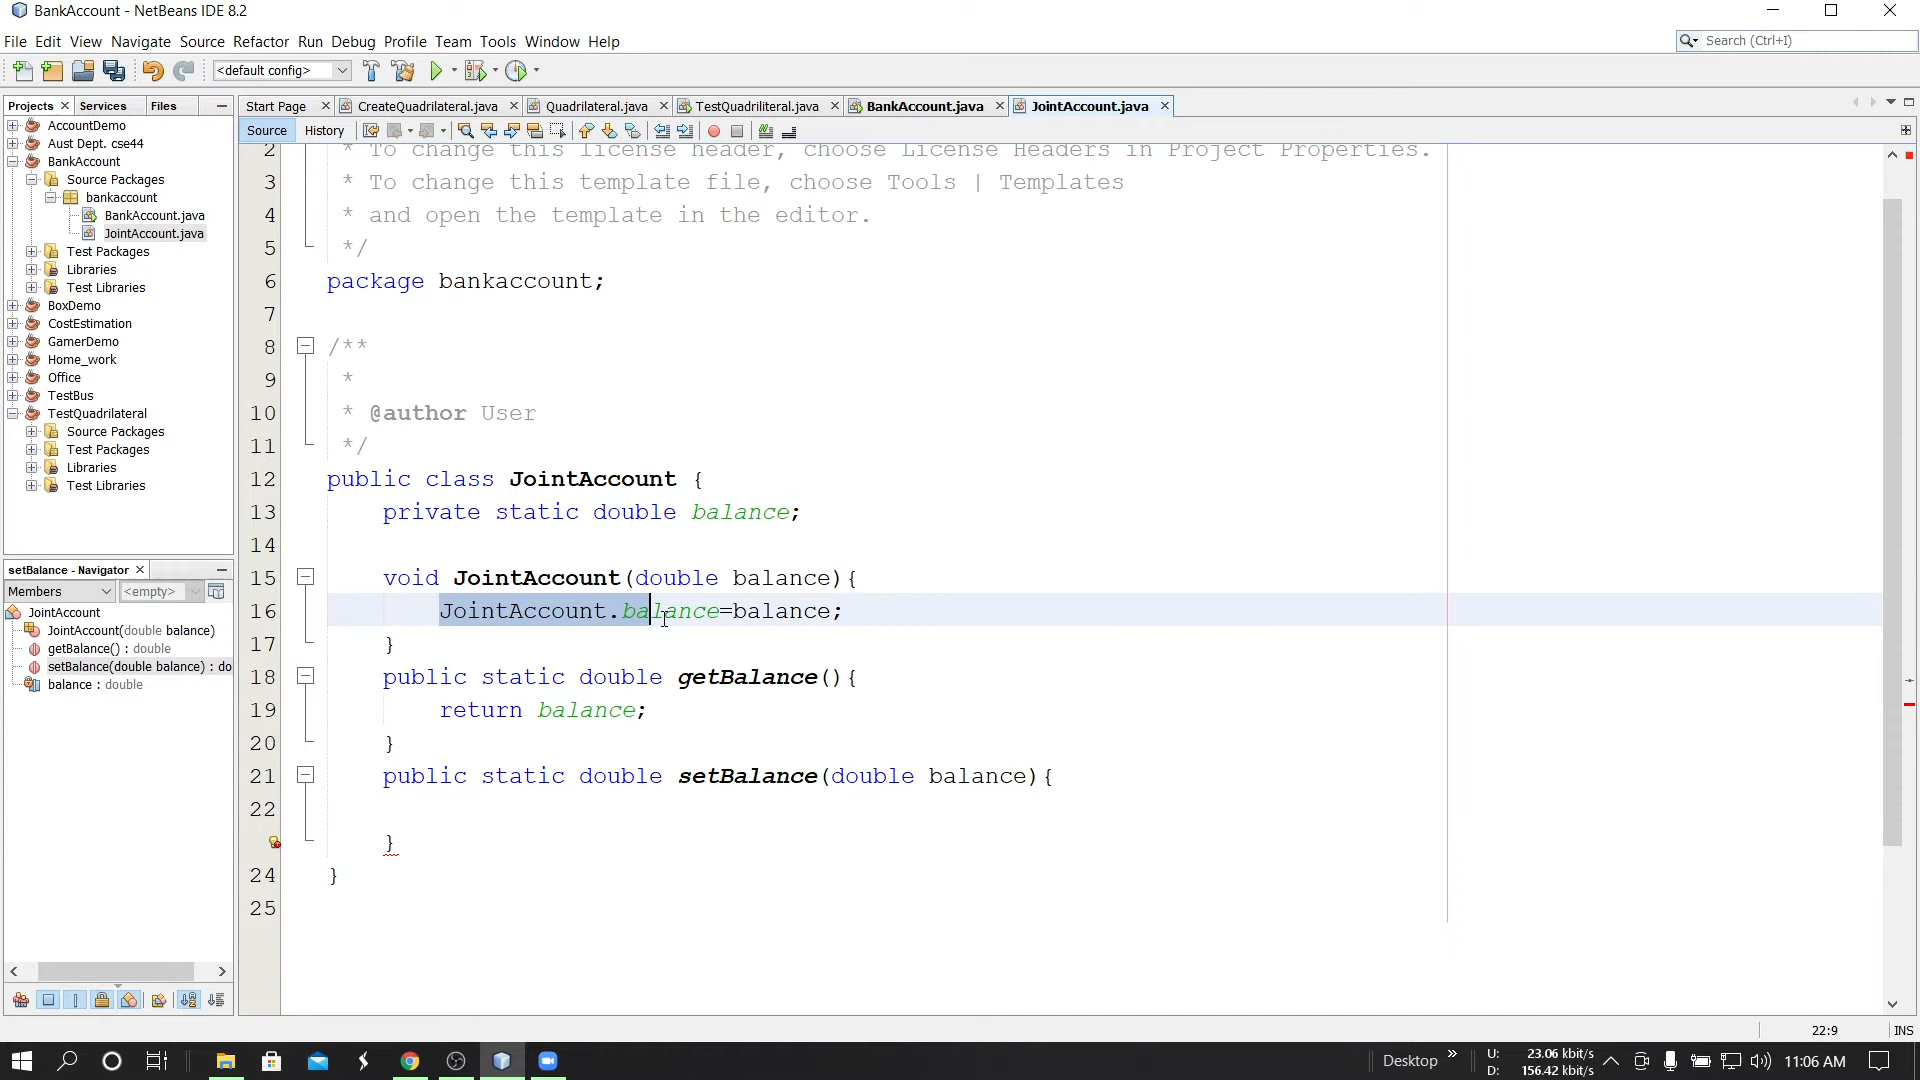 BankAccount - NetBeans IDE 8.2
File Edit View Navigate Source Refactor Run Debug Profile Team Tools Window Help
Search (Ctrl+I)
<default config>
Projects Services Files
Start Page CreateQuadrilateral.java Quadrilateral.java TestQuadriliteral.java BankAccount.java JointAccount.java
Source History
AccountDemo
Aust Dept. cse44
BankAccount
Source Packages
bankaccount
BankAccount.java
JointAccount.java
Test Packages
Libraries
Test Libraries
BoxDemo
CostEstimation
GamerDemo
Home_work
Office
TestBus
TestQuadrilateral
Source Packages
Test Packages
Libraries
Test Libraries
setBalance - Navigator
Members <empty>
JointAccount
JointAccount(double balance)
getBalance() : double
setBalance(double balance) : do
balance : double
2 * To change this license header, choose License Headers in Project Properties.
3 * To change this template file, choose Tools | Templates
4 * and open the template in the editor.
5 */
6 package bankaccount;
7
8 /**
9 *
10 * @author User
11 */
12 public class JointAccount {
13 private static double balance;
14
15 void JointAccount(double balance){
16 JointAccount.balance=balance;
17 }
18 public static double getBalance(){
19 return balance;
20 }
21 public static double setBalance(double balance){
22
}
24 }
25
22:9 INS
Desktop
U: 23.06 kbit/s
D: 156.42 kbit/s
11:06 AM